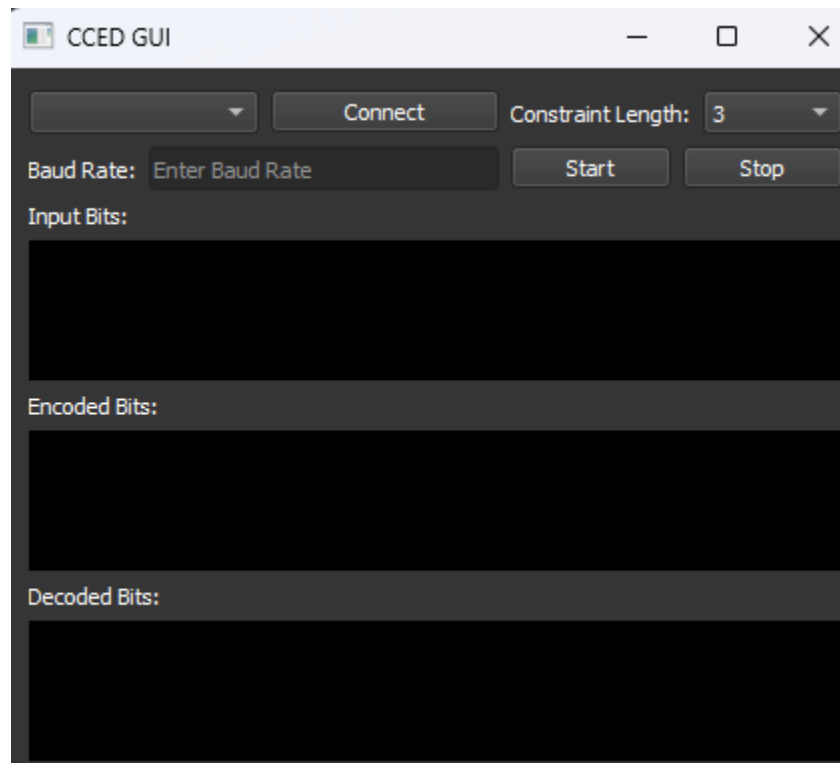 CCED GUI
Connect Constraint Length: 3
Baud Rate: Enter Baud Rate Start Stop
Input Bits:
Encoded Bits:
Decoded Bits: